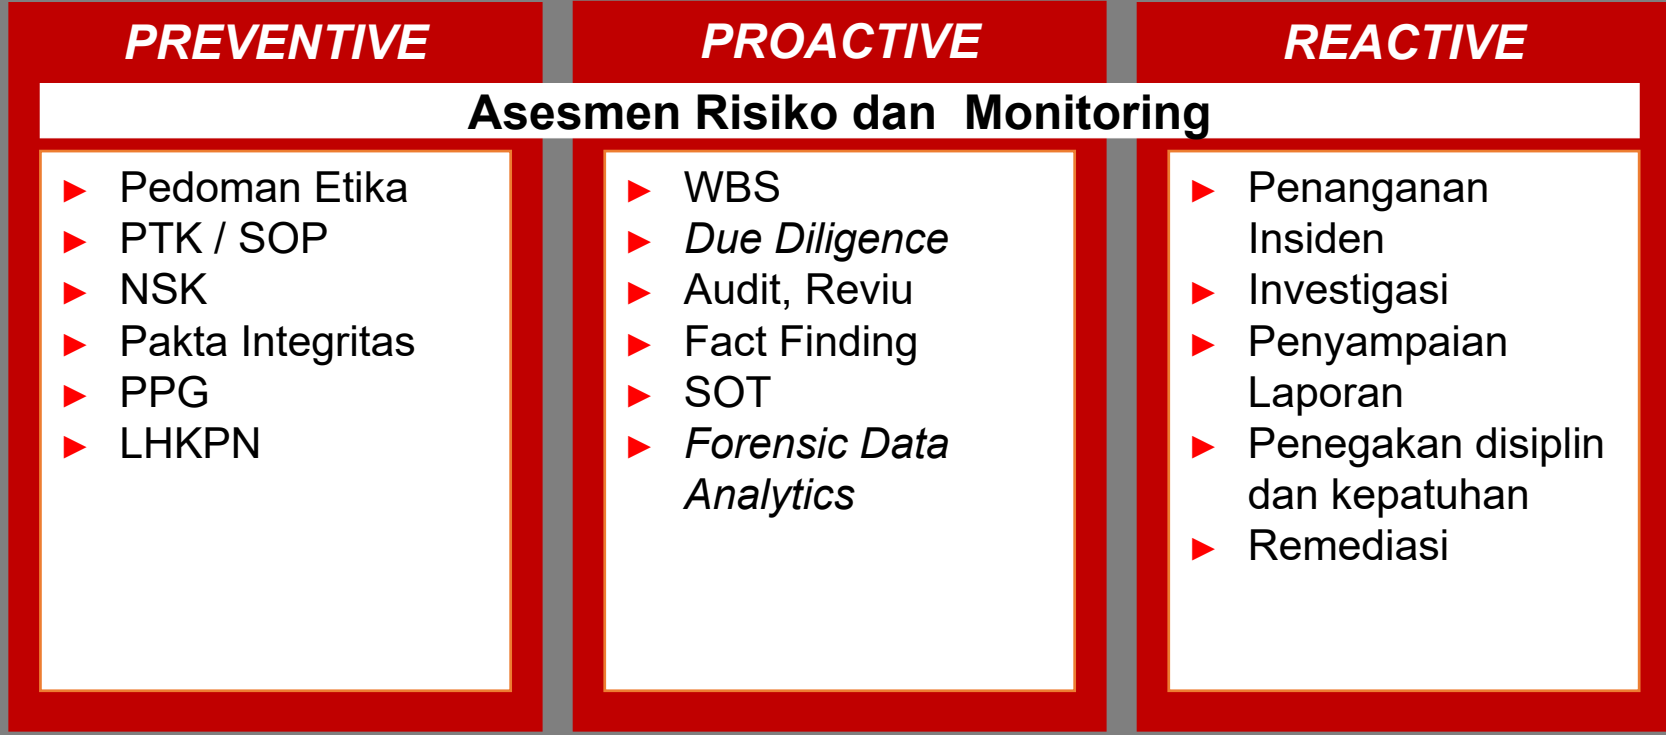 PREVENTIVE
PROACTIVE
REACTIVE
Asesmen Risiko dan Monitoring
► Pedoman Etika
► PTK / SOP
► NSK
► Pakta Integritas
► PPG
► LHKPN
► WBS
► Due Diligence
► Audit, Reviu
► Fact Finding
► SOT
► Forensic Data
Analytics
► Penanganan
Insiden
► Investigasi
► Penyampaian
Laporan
► Penegakan disiplin
dan kepatuhan
► Remediasi